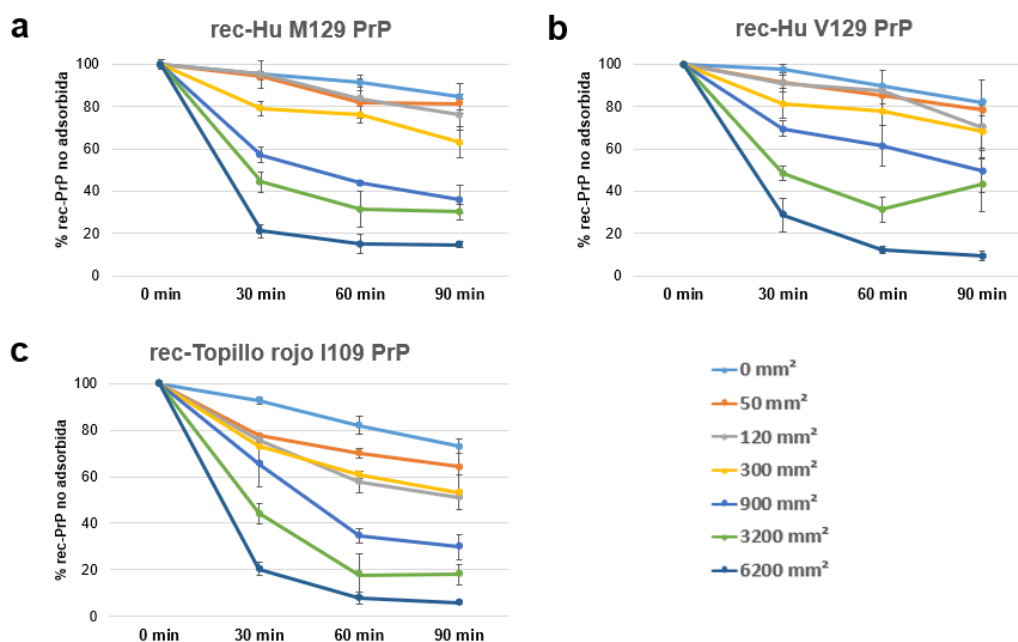 a
rec-Hu M129 PrP
% rec-PrP no adsorbida
100
80
60
40
20
0
0 min 30 min 60 min 90 min
b
rec-Hu V129 PrP
% rec-PrP no adsorbida
100
80
60
40
20
0
0 min 30 min 60 min 90 min
c
rec-Topillo rojo I109 PrP
% rec-PrP no adsorbida
100
80
60
40
20
0
0 min 30 min 60 min 90 min
0 mm²
50 mm²
120 mm²
300 mm²
900 mm²
3200 mm²
6200 mm²